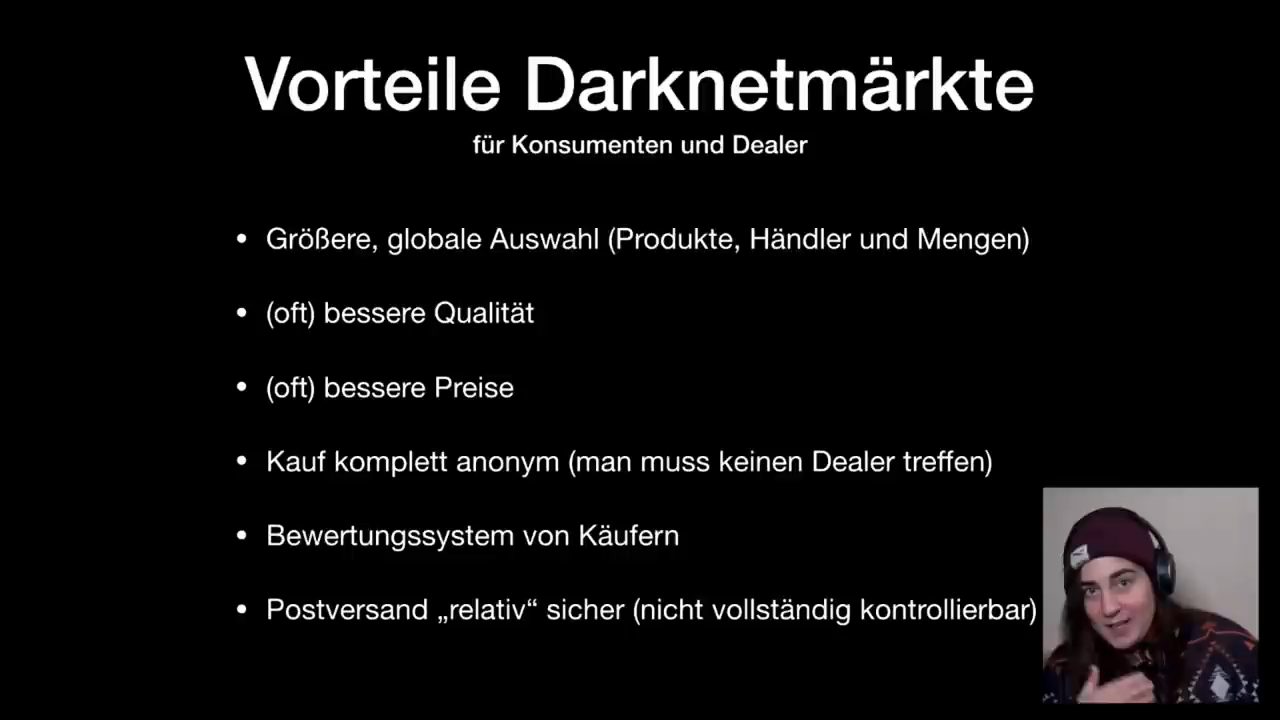 Vorteile Darknetmärkte
für Konsumenten und Dealer
• Größere, globale Auswahl (Produkte, Händler und Mengen)
• (oft) bessere Qualität
• (oft) bessere Preise
• Kauf komplett anonym (man muss keinen Dealer treffen)
• Bewertungssystem von Käufern
• Postversand „relativ“ sicher (nicht vollständig kontrollierbar)